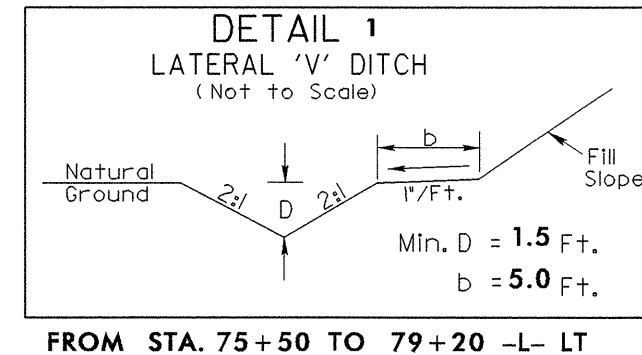 DETAIL 1
LATERAL 'V' DITCH
(Not to Scale)
b
Natural
Ground
2:1
D
2:1
1"/Ft.
Fill
Slope
Min. D = 1.5 Ft.
b = 5.0 Ft.
FROM STA. 75+50 TO 79+20 -L- LT